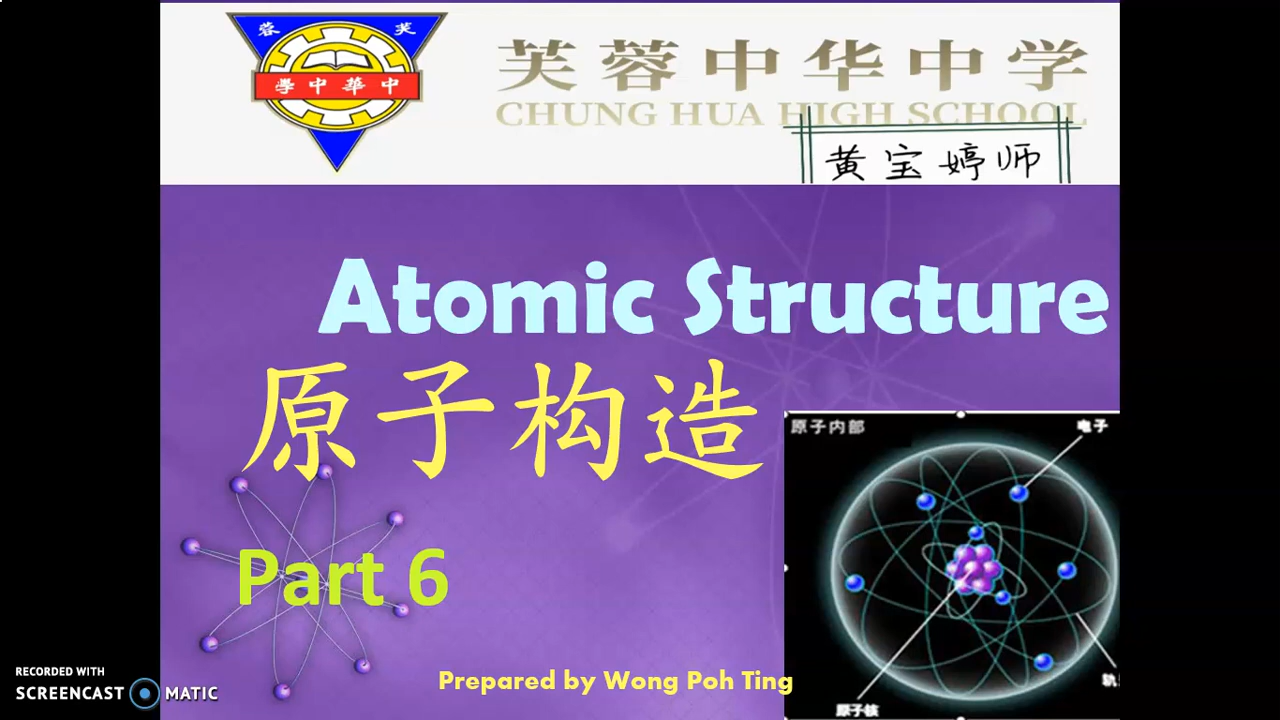 芙蓉
中華中學
芙蓉中华中学
CHUNG HUA HIGH SCHOOL
黄宝婷师
Atomic Structure
原子构造
Part 6
原子内部
电子
原子核
Prepared by Wong Poh Ting
RECORDED WITH
SCREENCAST MATIC